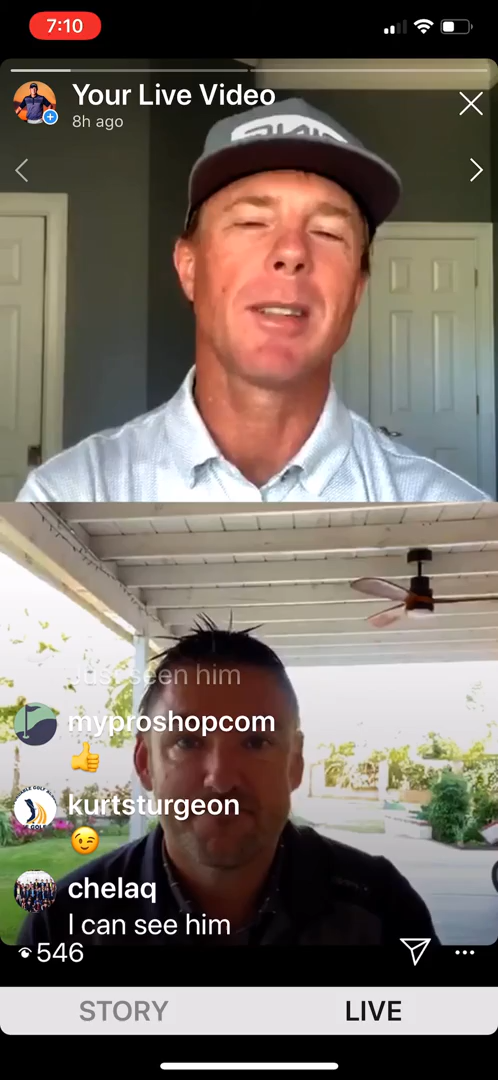 7:10
Your Live Video
8h ago
PING
Just seen him
myproshopcom
👍
kurtsturgeon
😉
chelaq
I can see him
546
STORY
LIVE